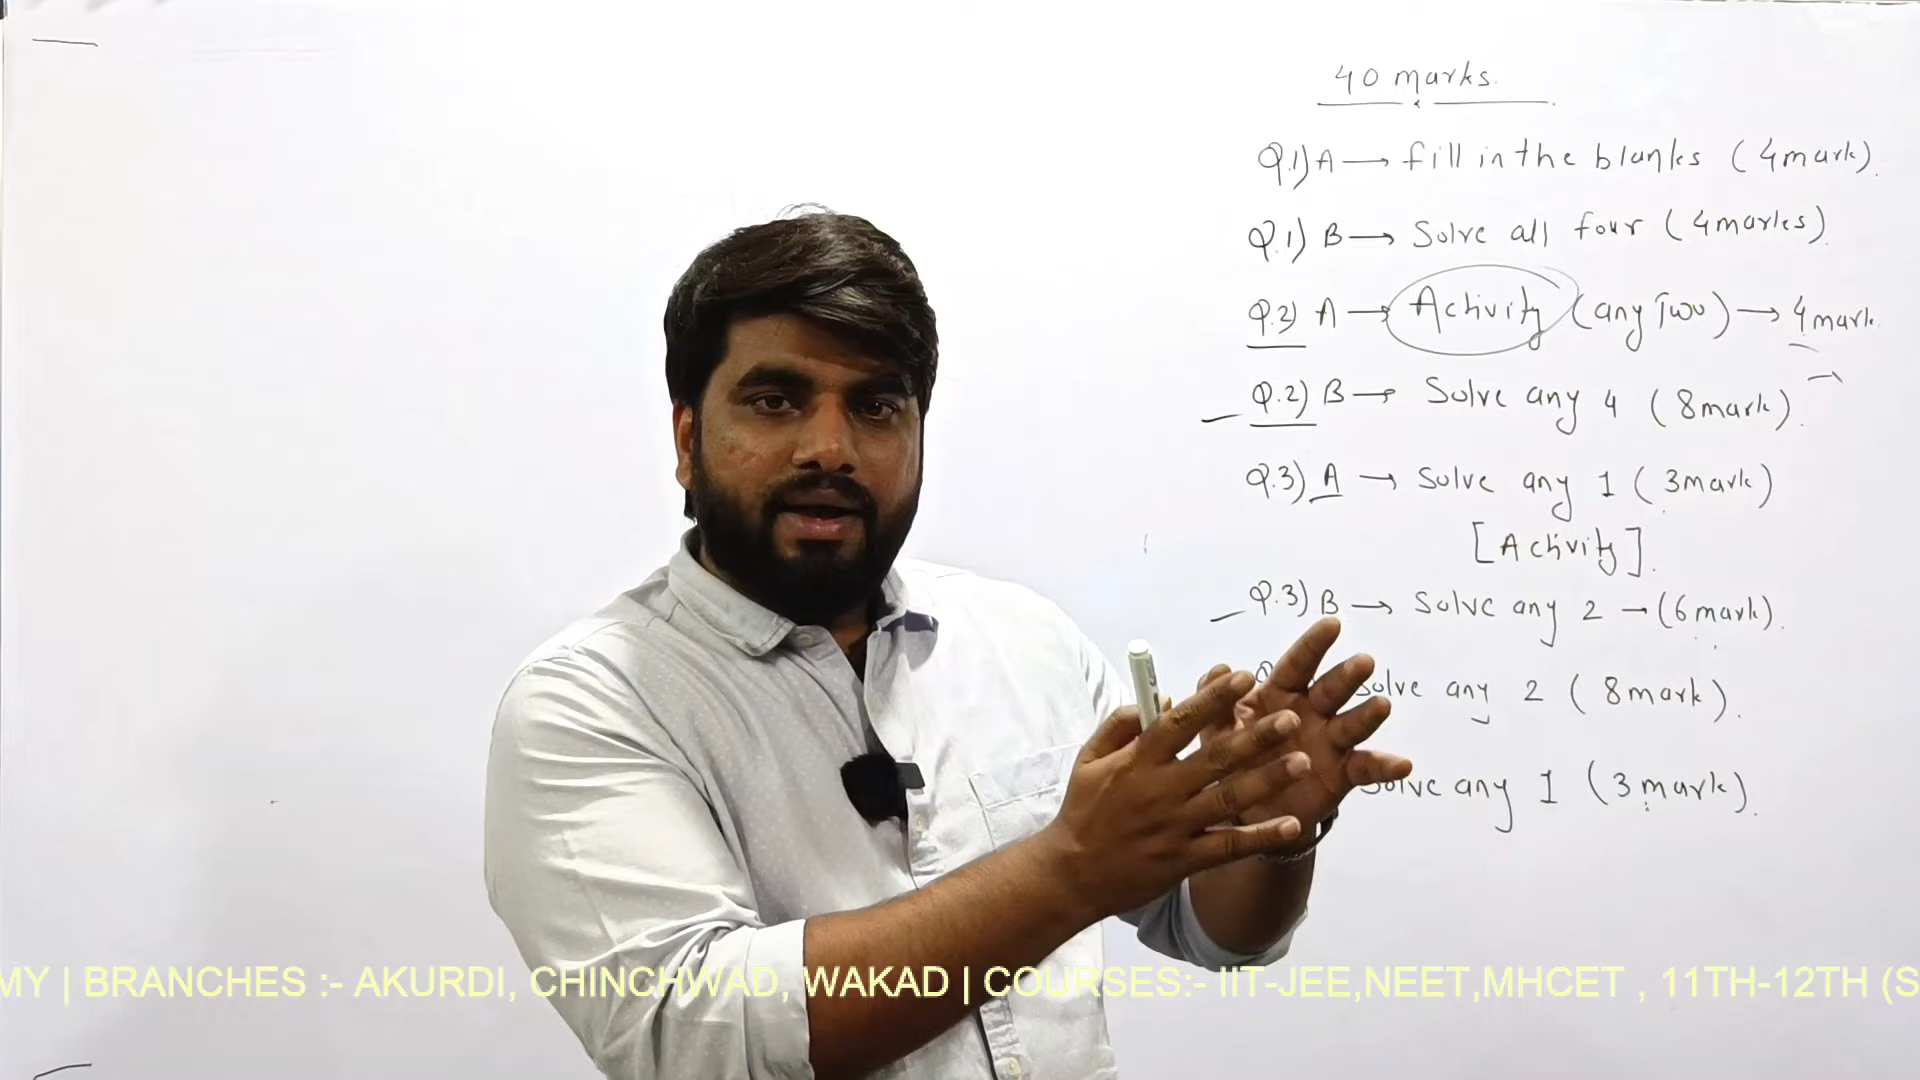 40 marks.
Q.1) A → fill in the blanks (4 mark).
Q.1) B → Solve all four (4 marks).
Q.2) A → Activity (any Two) → 4 mark.
Q.2) B → Solve any 4 (8 mark).
Q.3) A → Solve any 1 (3 mark)
[Activity].
Q.3) B → Solve any 2 → (6 mark).
Solve any 2 (8 mark).
Solve any 1 (3 mark).
MY | BRANCHES :- AKURDI, CHINCHWAD, WAKAD | COURSES:- IIT-JEE,NEET,MHCET , 11TH-12TH (S